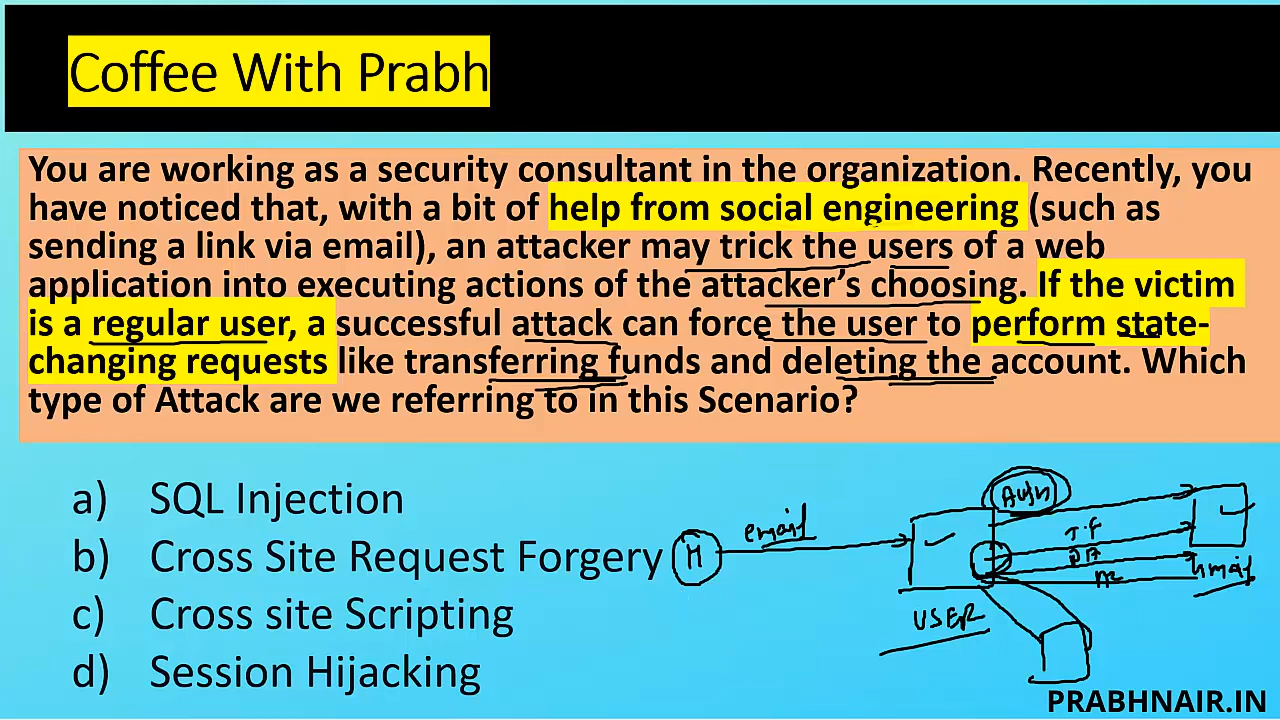 Coffee With Prabh
You are working as a security consultant in the organization. Recently, you
have noticed that, with a bit of help from social engineering (such as
sending a link via email), an attacker may trick the users of a web
application into executing actions of the attacker's choosing. If the victim
is a regular user, a successful attack can force the user to perform state-
changing requests like transferring funds and deleting the account. Which
type of Attack are we referring to in this Scenario?
a) SQL Injection
b) Cross Site Request Forgery
c) Cross site Scripting
d) Session Hijacking
H
email
Auth
T.F
USER
PRABHNAIR.IN